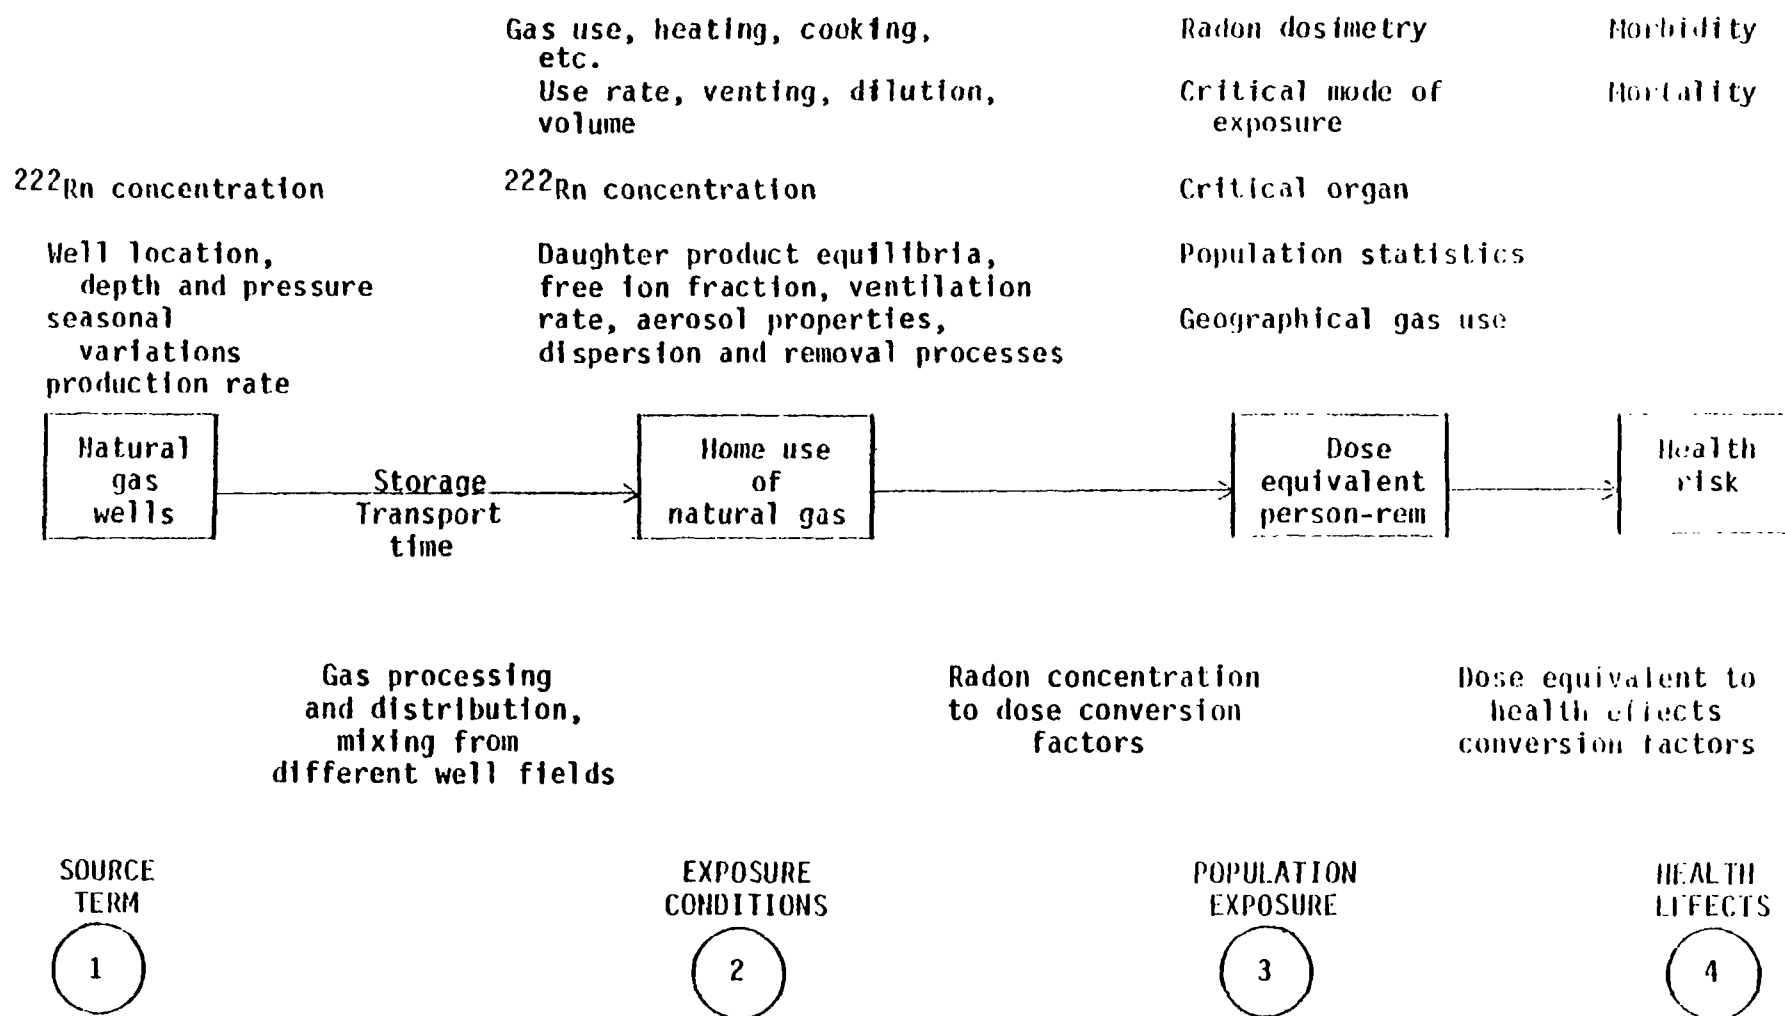 Gas use, heating, cooking,
etc.
Use rate, venting, dilution,
volume
Radon dosimetry
Critical mode of
exposure
Morbidity
Mortality
222Rn concentration
222Rn concentration
Critical organ
Well location,
depth and pressure
seasonal
variations
production rate
Daughter product equilibria,
free ion fraction, ventilation
rate, aerosol properties,
dispersion and removal processes
Population statistics
Geographical gas use
Natural
gas
wells
Storage
Transport
time
Home use
of
natural gas
Dose
equivalent
person-rem
Health
risk
Gas processing
and distribution,
mixing from
different well fields
Radon concentration
to dose conversion
factors
Dose equivalent to
health effects
conversion factors
SOURCE
TERM
1
EXPOSURE
CONDITIONS
2
POPULATION
EXPOSURE
3
HEALTH
EFFECTS
4